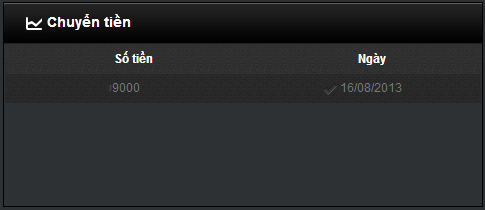 Chuyển tiền
Số tiền Ngày
9000 16/08/2013